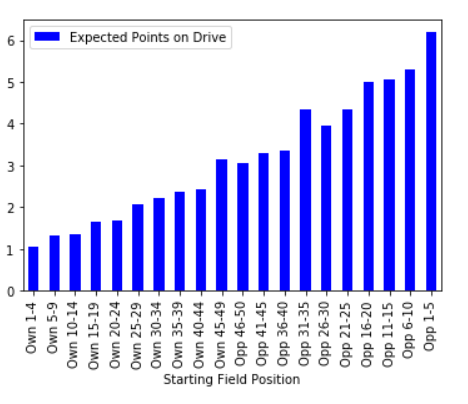 Expected Points on Drive
6
5
4
3
2
1
0
Own 1-4
Own 5-9
Own 10-14
Own 15-19
Own 20-24
Own 25-29
Own 30-34
Own 35-39
Own 40-44
Own 45-49
Opp 46-50
Opp 41-45
Opp 36-40
Opp 31-35
Opp 26-30
Opp 21-25
Opp 16-20
Opp 11-15
Opp 6-10
Opp 1-5
Starting Field Position